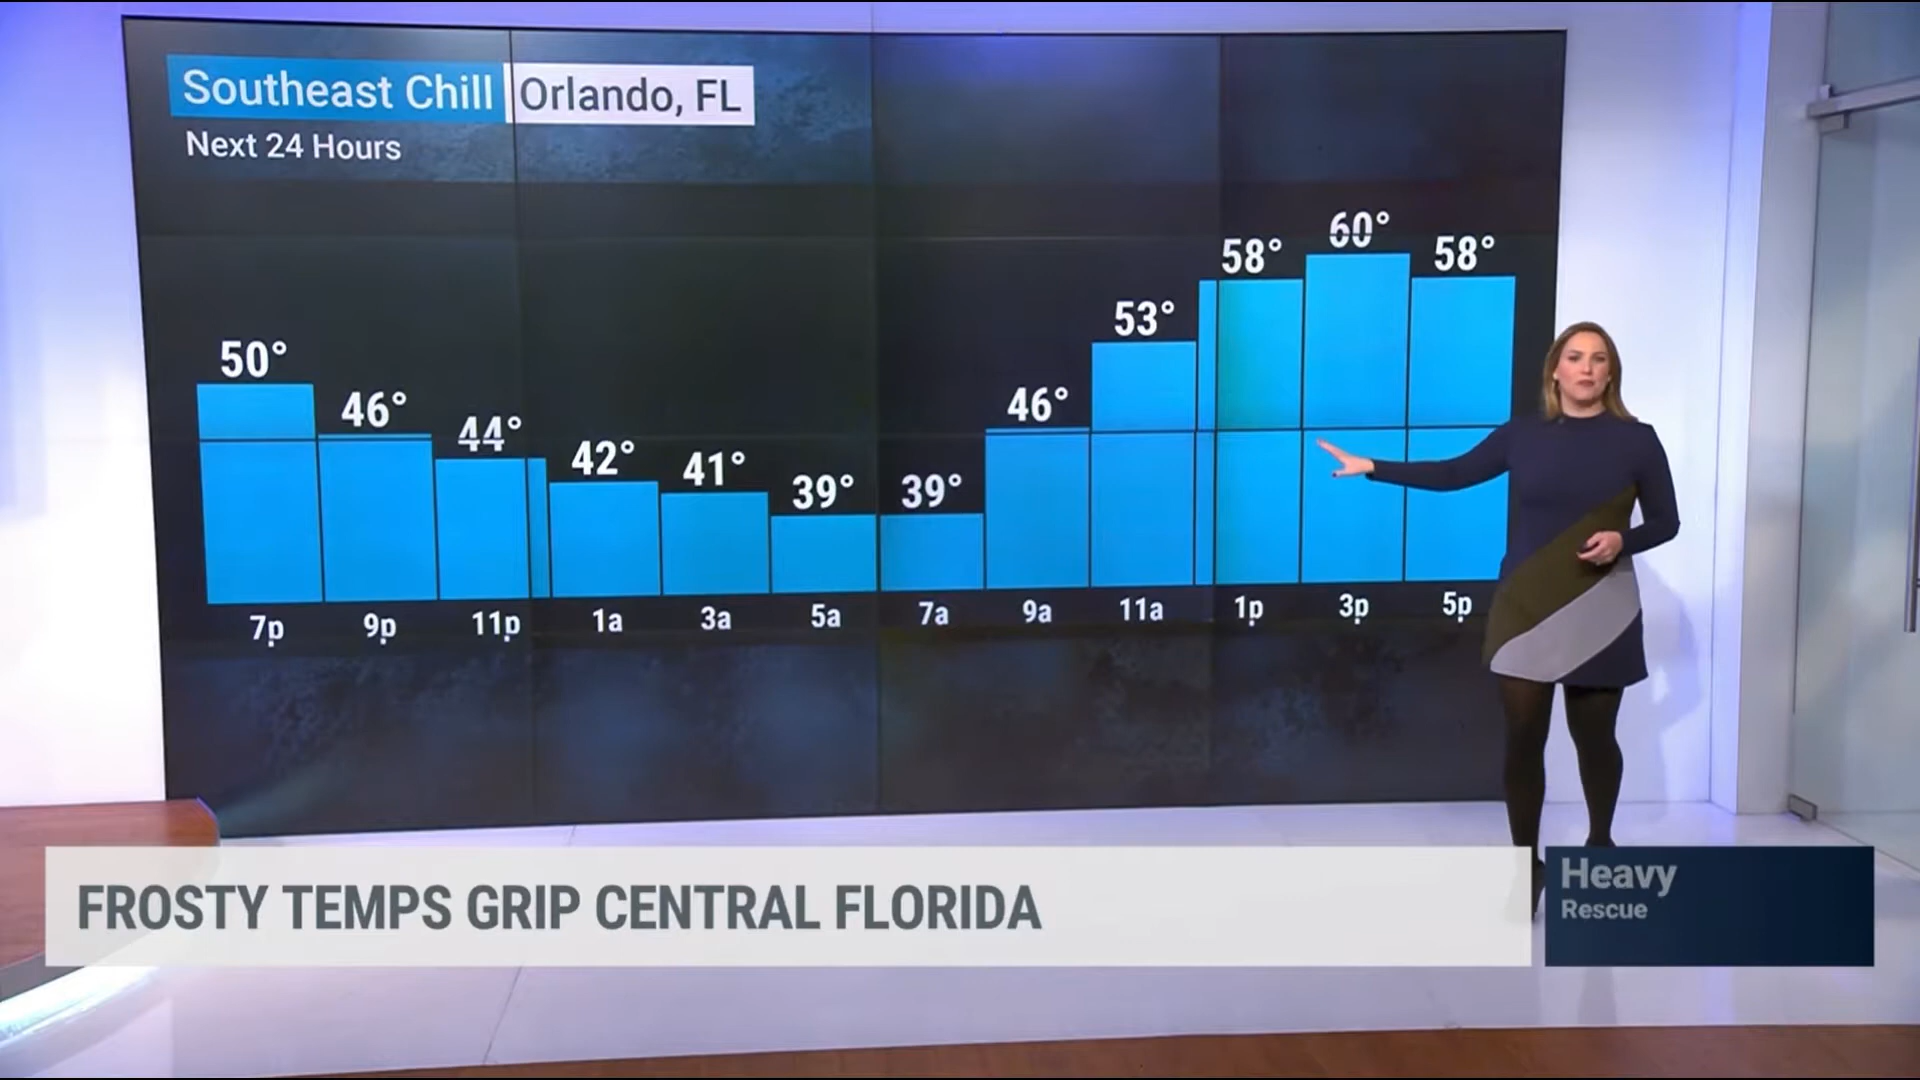 Southeast Chill Orlando, FL
Next 24 Hours
50° 46° 44° 42° 41° 39° 39° 46° 53° 58° 60° 58°
7p 9p 11p 1a 3a 5a 7a 9a 11a 1p 3p 5p
FROSTY TEMPS GRIP CENTRAL FLORIDA
Heavy
Rescue